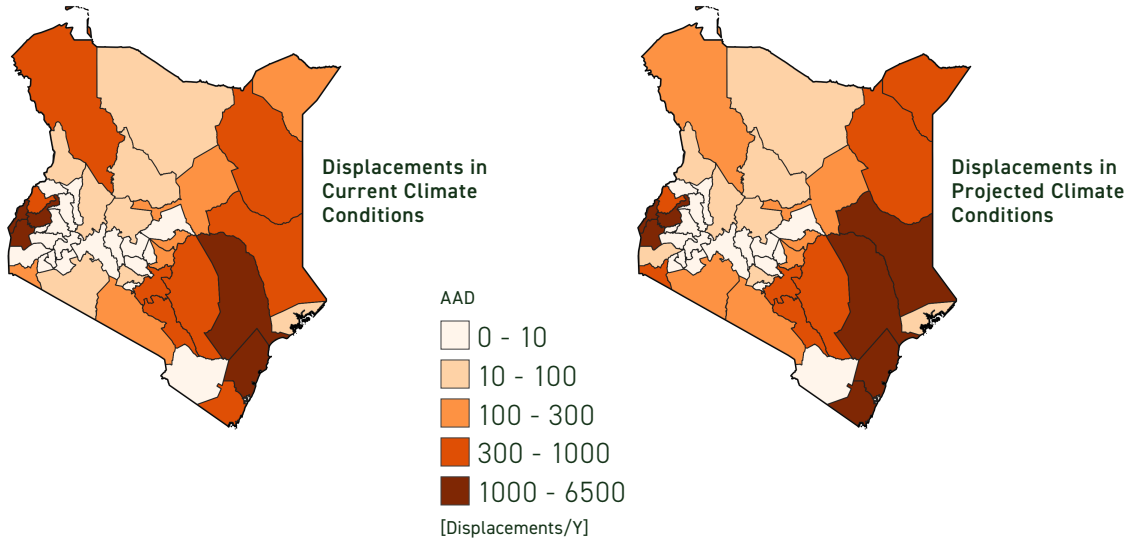 Displacements in
Current Climate
Conditions
Displacements in
Projected Climate
Conditions
AAD
0 - 10
10 - 100
100 - 300
300 - 1000
1000 - 6500
[Displacements/Y]